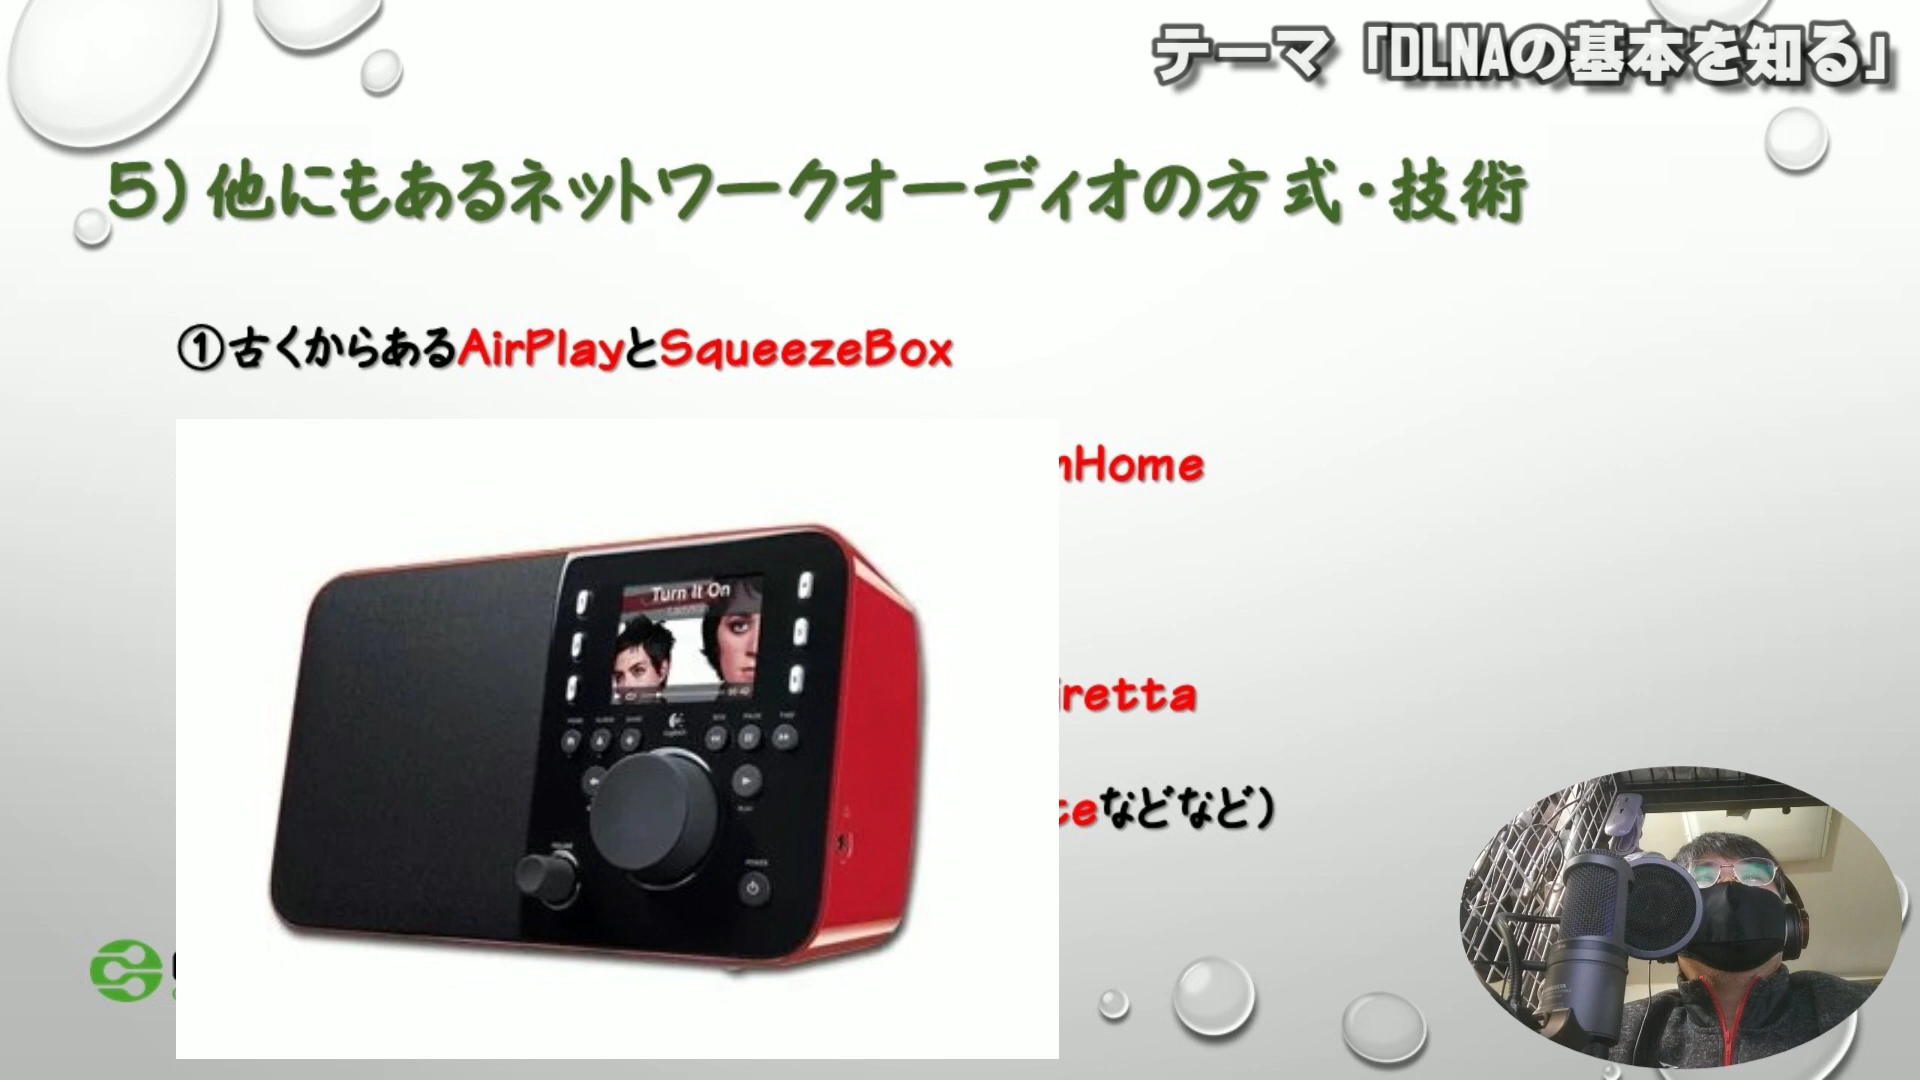 テーマ「DLNAの基本を知る」
5）他にもあるネットワークオーディオの方式・技術
①古くからあるAirPlayとSqueezeBox
nHome
Turn It On
iretta
teなどなど）